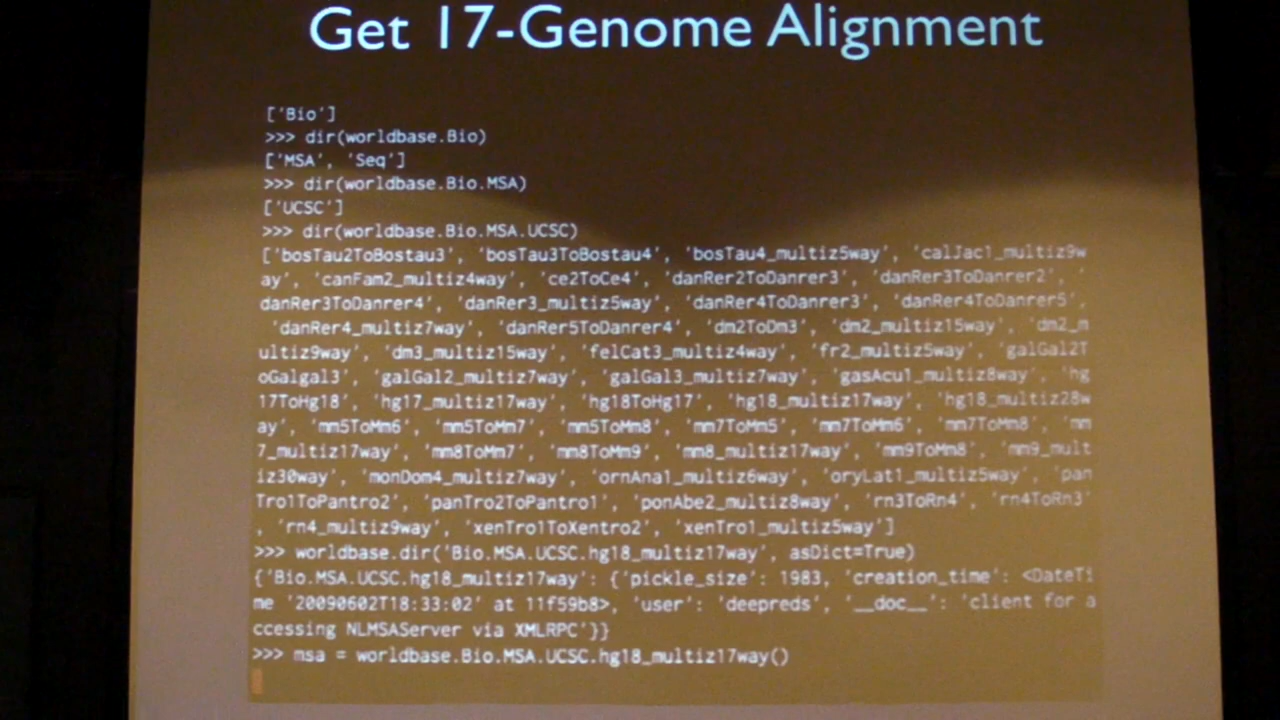 Get 17-Genome Alignment
['Bio']
>>> dir(worldbase.Bio)
['MSA', 'Seq']
>>> dir(worldbase.Bio.MSA)
['UCSC']
>>> dir(worldbase.Bio.MSA.UCSC)
['bosTau2ToBostau3', 'bosTau3ToBostau4', 'bosTau4_multiz5way', 'calJac1_multiz9w
ay', 'canFam2_multiz4way', 'ce2ToCe4', 'danRer2ToDanrer3', 'danRer3ToDanrer2', '
danRer3ToDanrer4', 'danRer3_multiz5way', 'danRer4ToDanrer3', 'danRer4ToDanrer5',
 'danRer4_multiz7way', 'danRer5ToDanrer4', 'dm2ToDm3', 'dm2_multiz15way', 'dm2_m
ultiz9way', 'dm3_multiz15way', 'felCat3_multiz4way', 'fr2_multiz5way', 'galGal2T
oGalgal3', 'galGal2_multiz7way', 'galGal3_multiz7way', 'gasAcu1_multiz8way', 'hg
17ToHg18', 'hg17_multiz17way', 'hg18ToHg17', 'hg18_multiz17way', 'hg18_multiz28w
ay', 'mm5ToMm6', 'mm5ToMm7', 'mm5ToMm8', 'mm7ToMm5', 'mm7ToMm6', 'mm7ToMm8', 'mm
7_multiz17way', 'mm8ToMm7', 'mm8ToMm9', 'mm8_multiz17way', 'mm9ToMm8', 'mm9_mult
iz30way', 'monDom4_multiz7way', 'ornAna1_multiz6way', 'oryLat1_multiz5way', 'pan
Tro1ToPantro2', 'panTro2ToPantro1', 'ponAbe2_multiz8way', 'rn3ToRn4', 'rn4ToRn3'
, 'rn4_multiz9way', 'xenTro1ToXentro2', 'xenTro1_multiz5way']
>>> worldbase.dir('Bio.MSA.UCSC.hg18_multiz17way', asDict=True)
{'Bio.MSA.UCSC.hg18_multiz17way': {'pickle_size': 1983, 'creation_time': <DateTi
me '20090602T18:33:02' at 11f59b8>, 'user': 'deepreds', '__doc__': 'client for a
ccessing NLMSAServer via XMLRPC'}}
>>> msa = worldbase.Bio.MSA.UCSC.hg18_multiz17way()